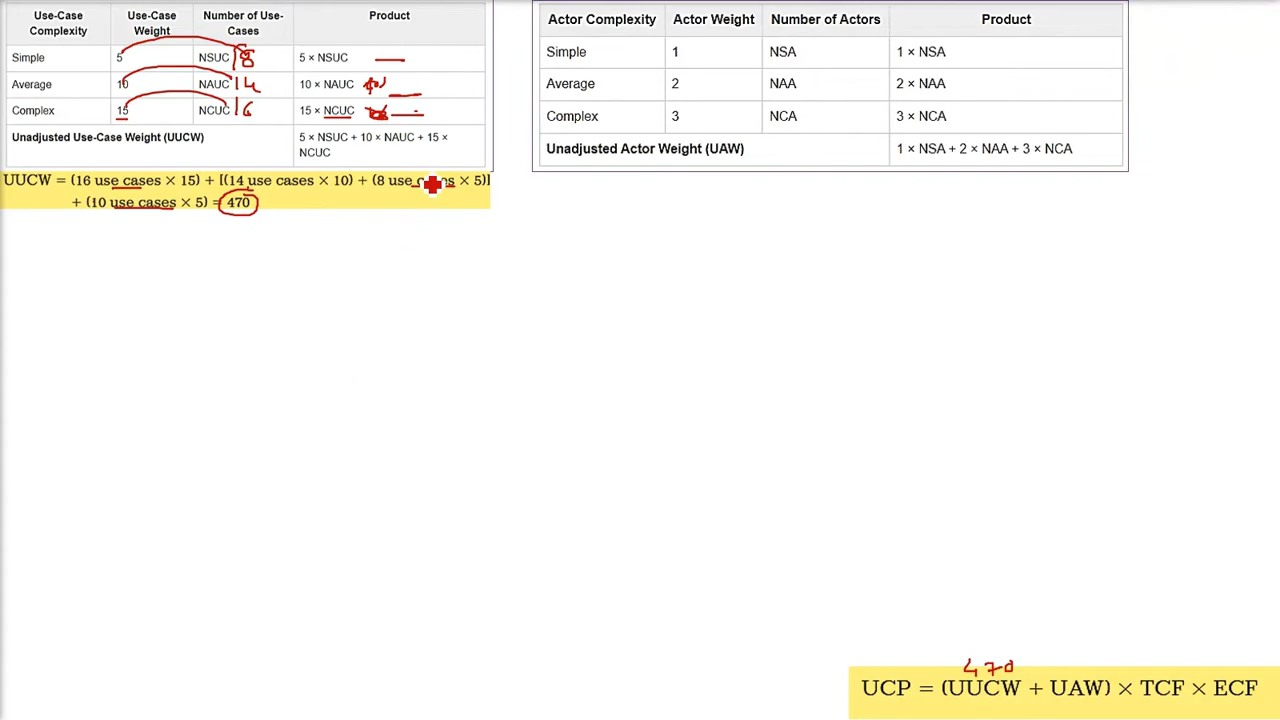 Use-Case Complexity Use-Case Weight Number of Use-Cases Product
Simple 5 NSUC 8 5 × NSUC
Average 10 NAUC 14 10 × NAUC
Complex 15 NCUC 16 15 × NCUC
Unadjusted Use-Case Weight (UUCW) 5 × NSUC + 10 × NAUC + 15 × NCUC
UUCW = (16 use cases × 15) + [(14 use cases × 10) + (8 use cases × 5)]
+ (10 use cases × 5) = 470
Actor Complexity Actor Weight Number of Actors Product
Simple 1 NSA 1 × NSA
Average 2 NAA 2 × NAA
Complex 3 NCA 3 × NCA
Unadjusted Actor Weight (UAW) 1 × NSA + 2 × NAA + 3 × NCA
470
UCP = (UUCW + UAW) × TCF × ECF